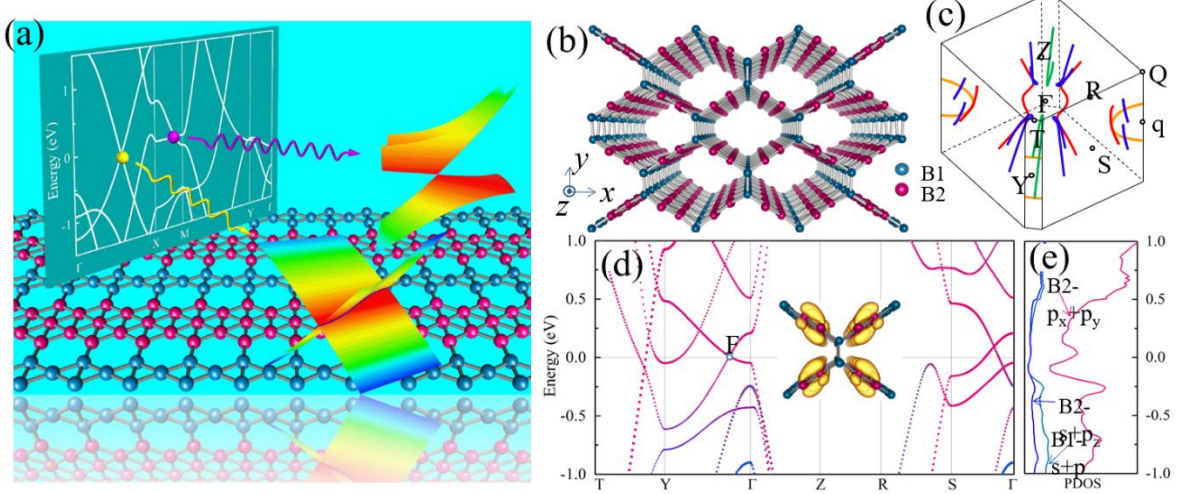 (a)
Energy (eV)
1
0
-1
Γ
X
M
Y
Γ
(b)
y
z
x
B1
B2
(c)
Z
Q
F
R
T
q
S
Y
(d)
Energy (eV)
1.0
0.5
0.0
-0.5
-1.0
F
T
Y
Γ
Z
R
S
Γ
(e)
1.0
0.5
0.0
-0.5
-1.0
B2-
px+py
B2-
s+pz
B1-
s+p
PDOS